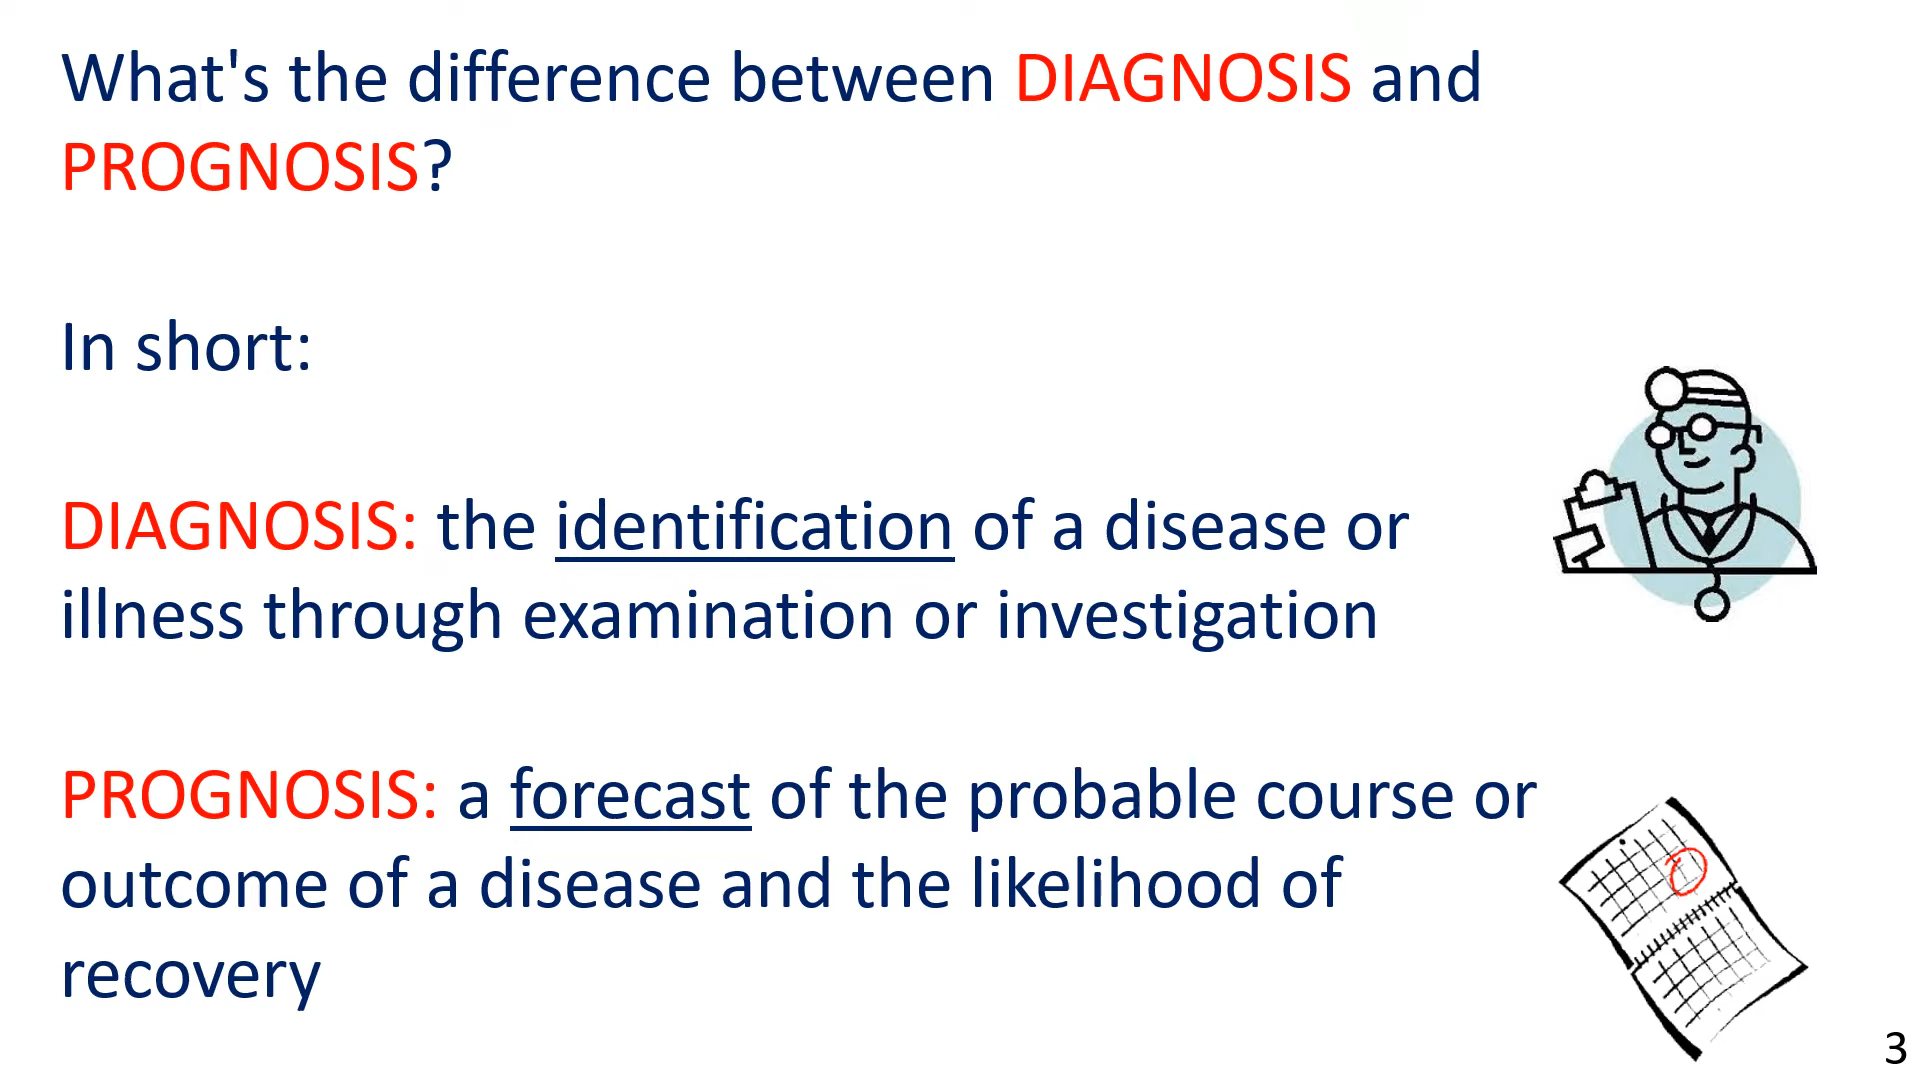 What's the difference between DIAGNOSIS and
PROGNOSIS?
In short:
DIAGNOSIS: the identification of a disease or
illness through examination or investigation
PROGNOSIS: a forecast of the probable course or
outcome of a disease and the likelihood of
recovery
3